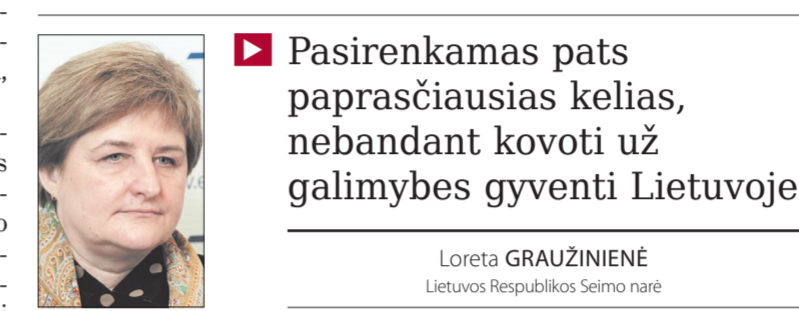 Pasirenkamas pats
paprasčiausias kelias,
nebandant kovoti už
galimybes gyventi Lietuvoje
Loreta GRAUŽINIENĖ
Lietuvos Respublikos Seimo narė